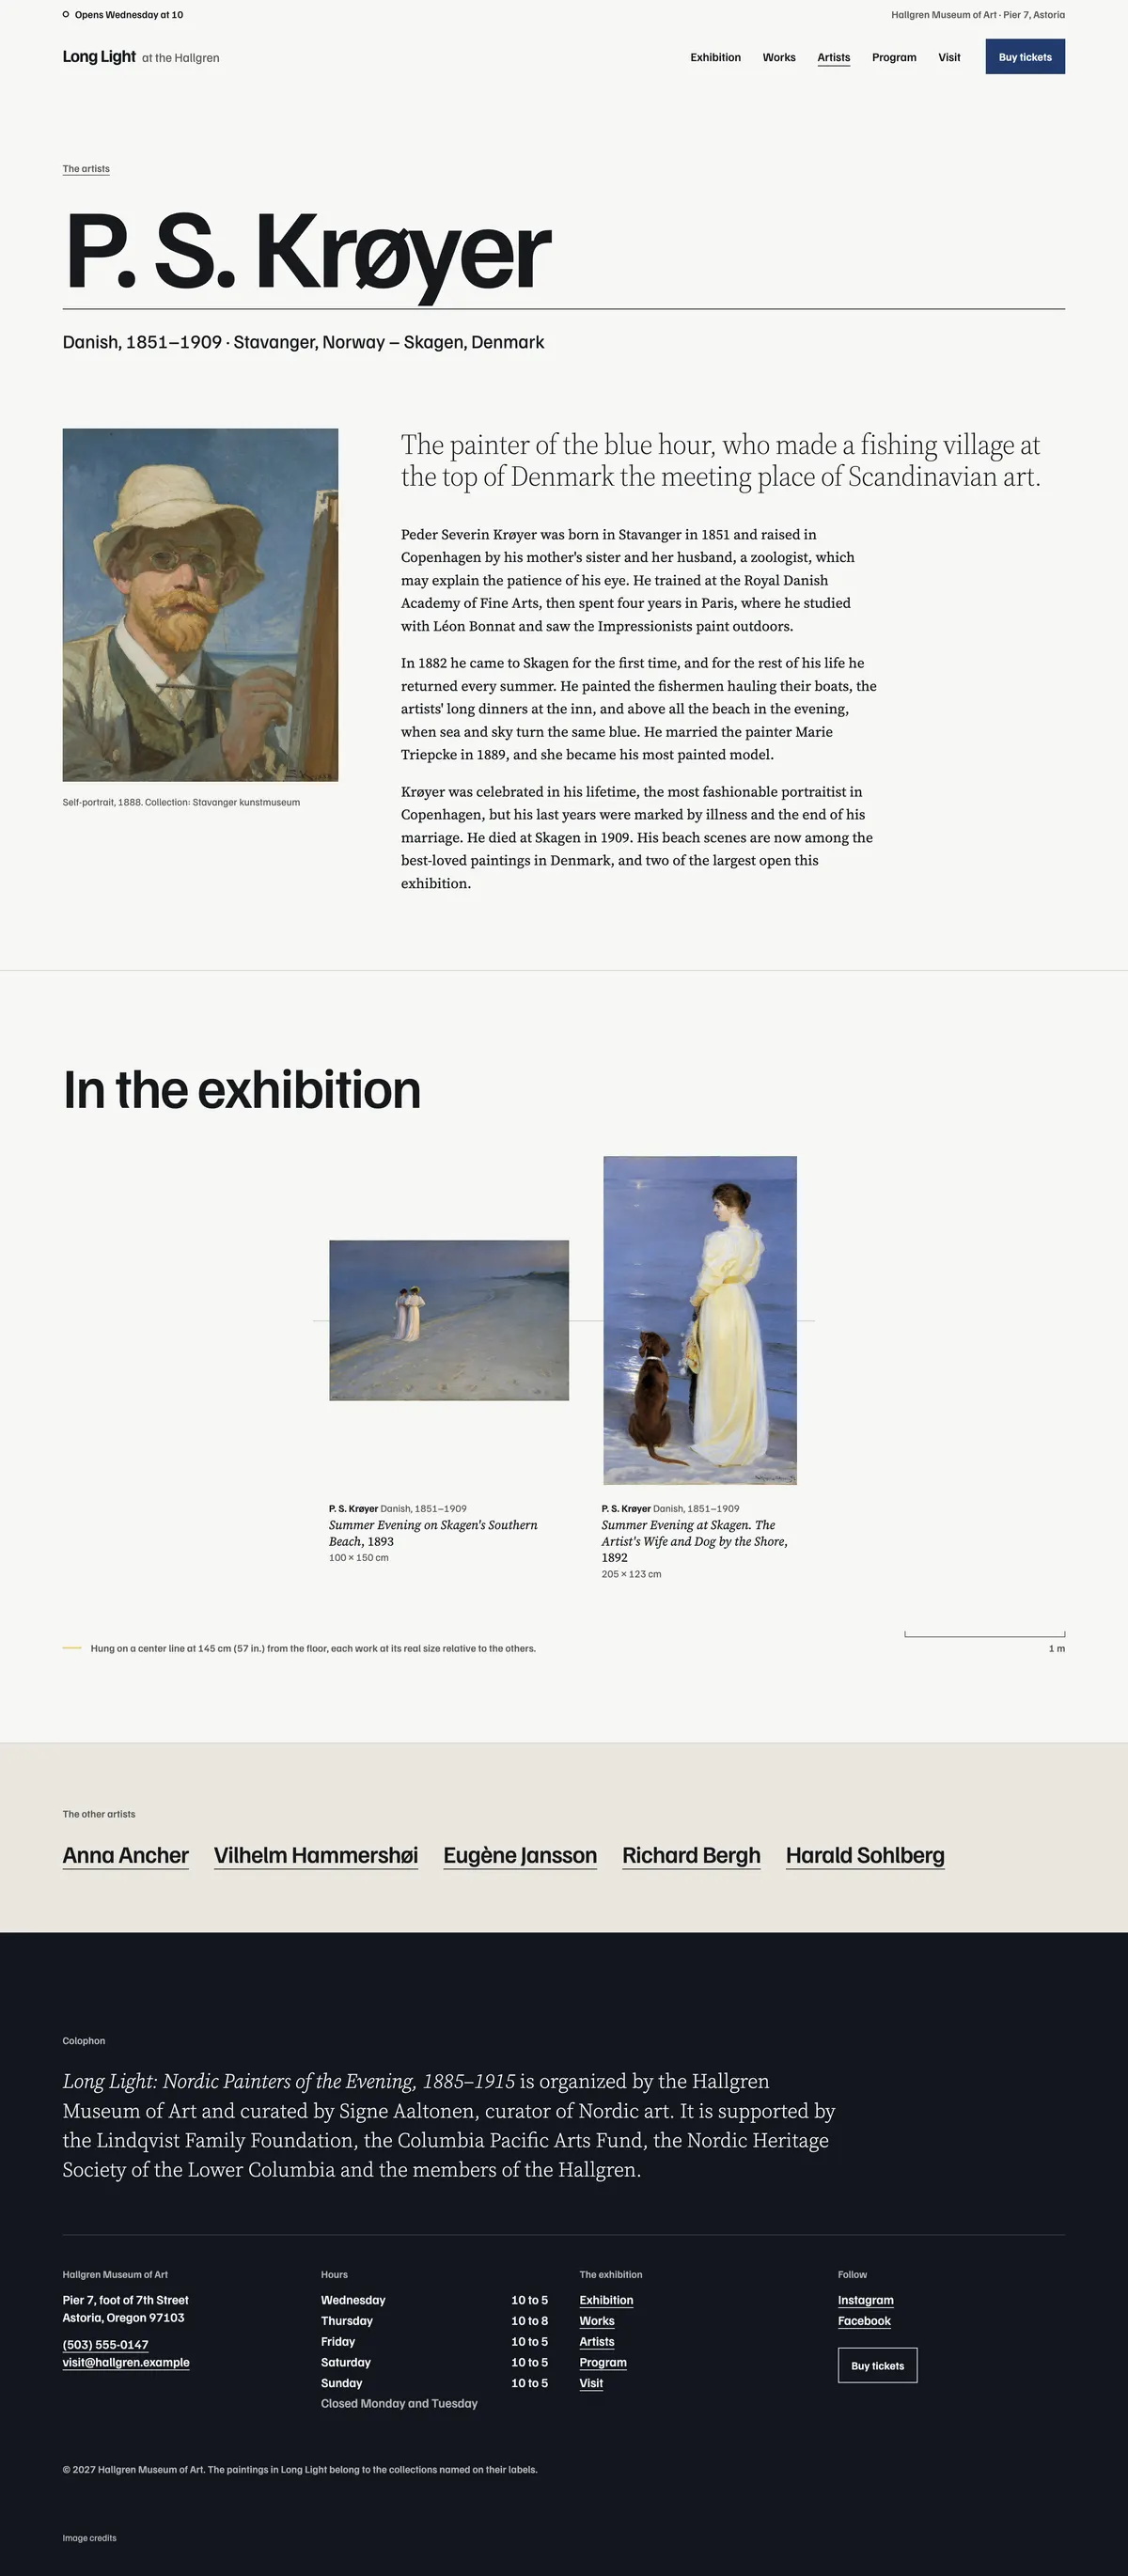 Opens Wednesday at 10
Hallgren Museum of Art · Pier 7, Astoria
Long Light at the Hallgren
Exhibition Works Artists Program Visit Buy tickets
The artists
P. S. Krøyer
Danish, 1851–1909 · Stavanger, Norway – Skagen, Denmark
The painter of the blue hour, who made a fishing village at
the top of Denmark the meeting place of Scandinavian art.
Peder Severin Krøyer was born in Stavanger in 1851 and raised in
Copenhagen by his mother's sister and her husband, a zoologist, which
may explain the patience of his eye. He trained at the Royal Danish
Academy of Fine Arts, then spent four years in Paris, where he studied
with Léon Bonnat and saw the Impressionists paint outdoors.
In 1882 he came to Skagen for the first time, and for the rest of his life he
returned every summer. He painted the fishermen hauling their boats, the
artists' long dinners at the inn, and above all the beach in the evening,
when sea and sky turn the same blue. He married the painter Marie
Triepcke in 1889, and she became his most painted model.
Krøyer was celebrated in his lifetime, the most fashionable portraitist in
Copenhagen, but his last years were marked by illness and the end of his
marriage. He died at Skagen in 1909. His beach scenes are now among the
best-loved paintings in Denmark, and two of the largest open this
exhibition.
Self-portrait, 1888. Collection: Stavanger kunstmuseum
In the exhibition
P. S. Krøyer Danish, 1851–1909
Summer Evening on Skagen's Southern
Beach, 1893
100 × 150 cm
P. S. Krøyer Danish, 1851–1909
Summer Evening at Skagen. The
Artist's Wife and Dog by the Shore,
1892
205 × 123 cm
Hung on a center line at 145 cm (57 in.) from the floor, each work at its real size relative to the others.
1 m
The other artists
Anna Ancher Vilhelm Hammershøi Eugène Jansson Richard Bergh Harald Sohlberg
Colophon
Long Light: Nordic Painters of the Evening, 1885–1915 is organized by the Hallgren
Museum of Art and curated by Signe Aaltonen, curator of Nordic art. It is supported by
the Lindqvist Family Foundation, the Columbia Pacific Arts Fund, the Nordic Heritage
Society of the Lower Columbia and the members of the Hallgren.
Hallgren Museum of Art
Pier 7, foot of 7th Street
Astoria, Oregon 97103
(503) 555-0147
visit@hallgren.example
Hours
Wednesday 10 to 5
Thursday 10 to 8
Friday 10 to 5
Saturday 10 to 5
Sunday 10 to 5
Closed Monday and Tuesday
The exhibition
Exhibition
Works
Artists
Program
Visit
Follow
Instagram
Facebook
Buy tickets
© 2027 Hallgren Museum of Art. The paintings in Long Light belong to the collections named on their labels.
Image credits